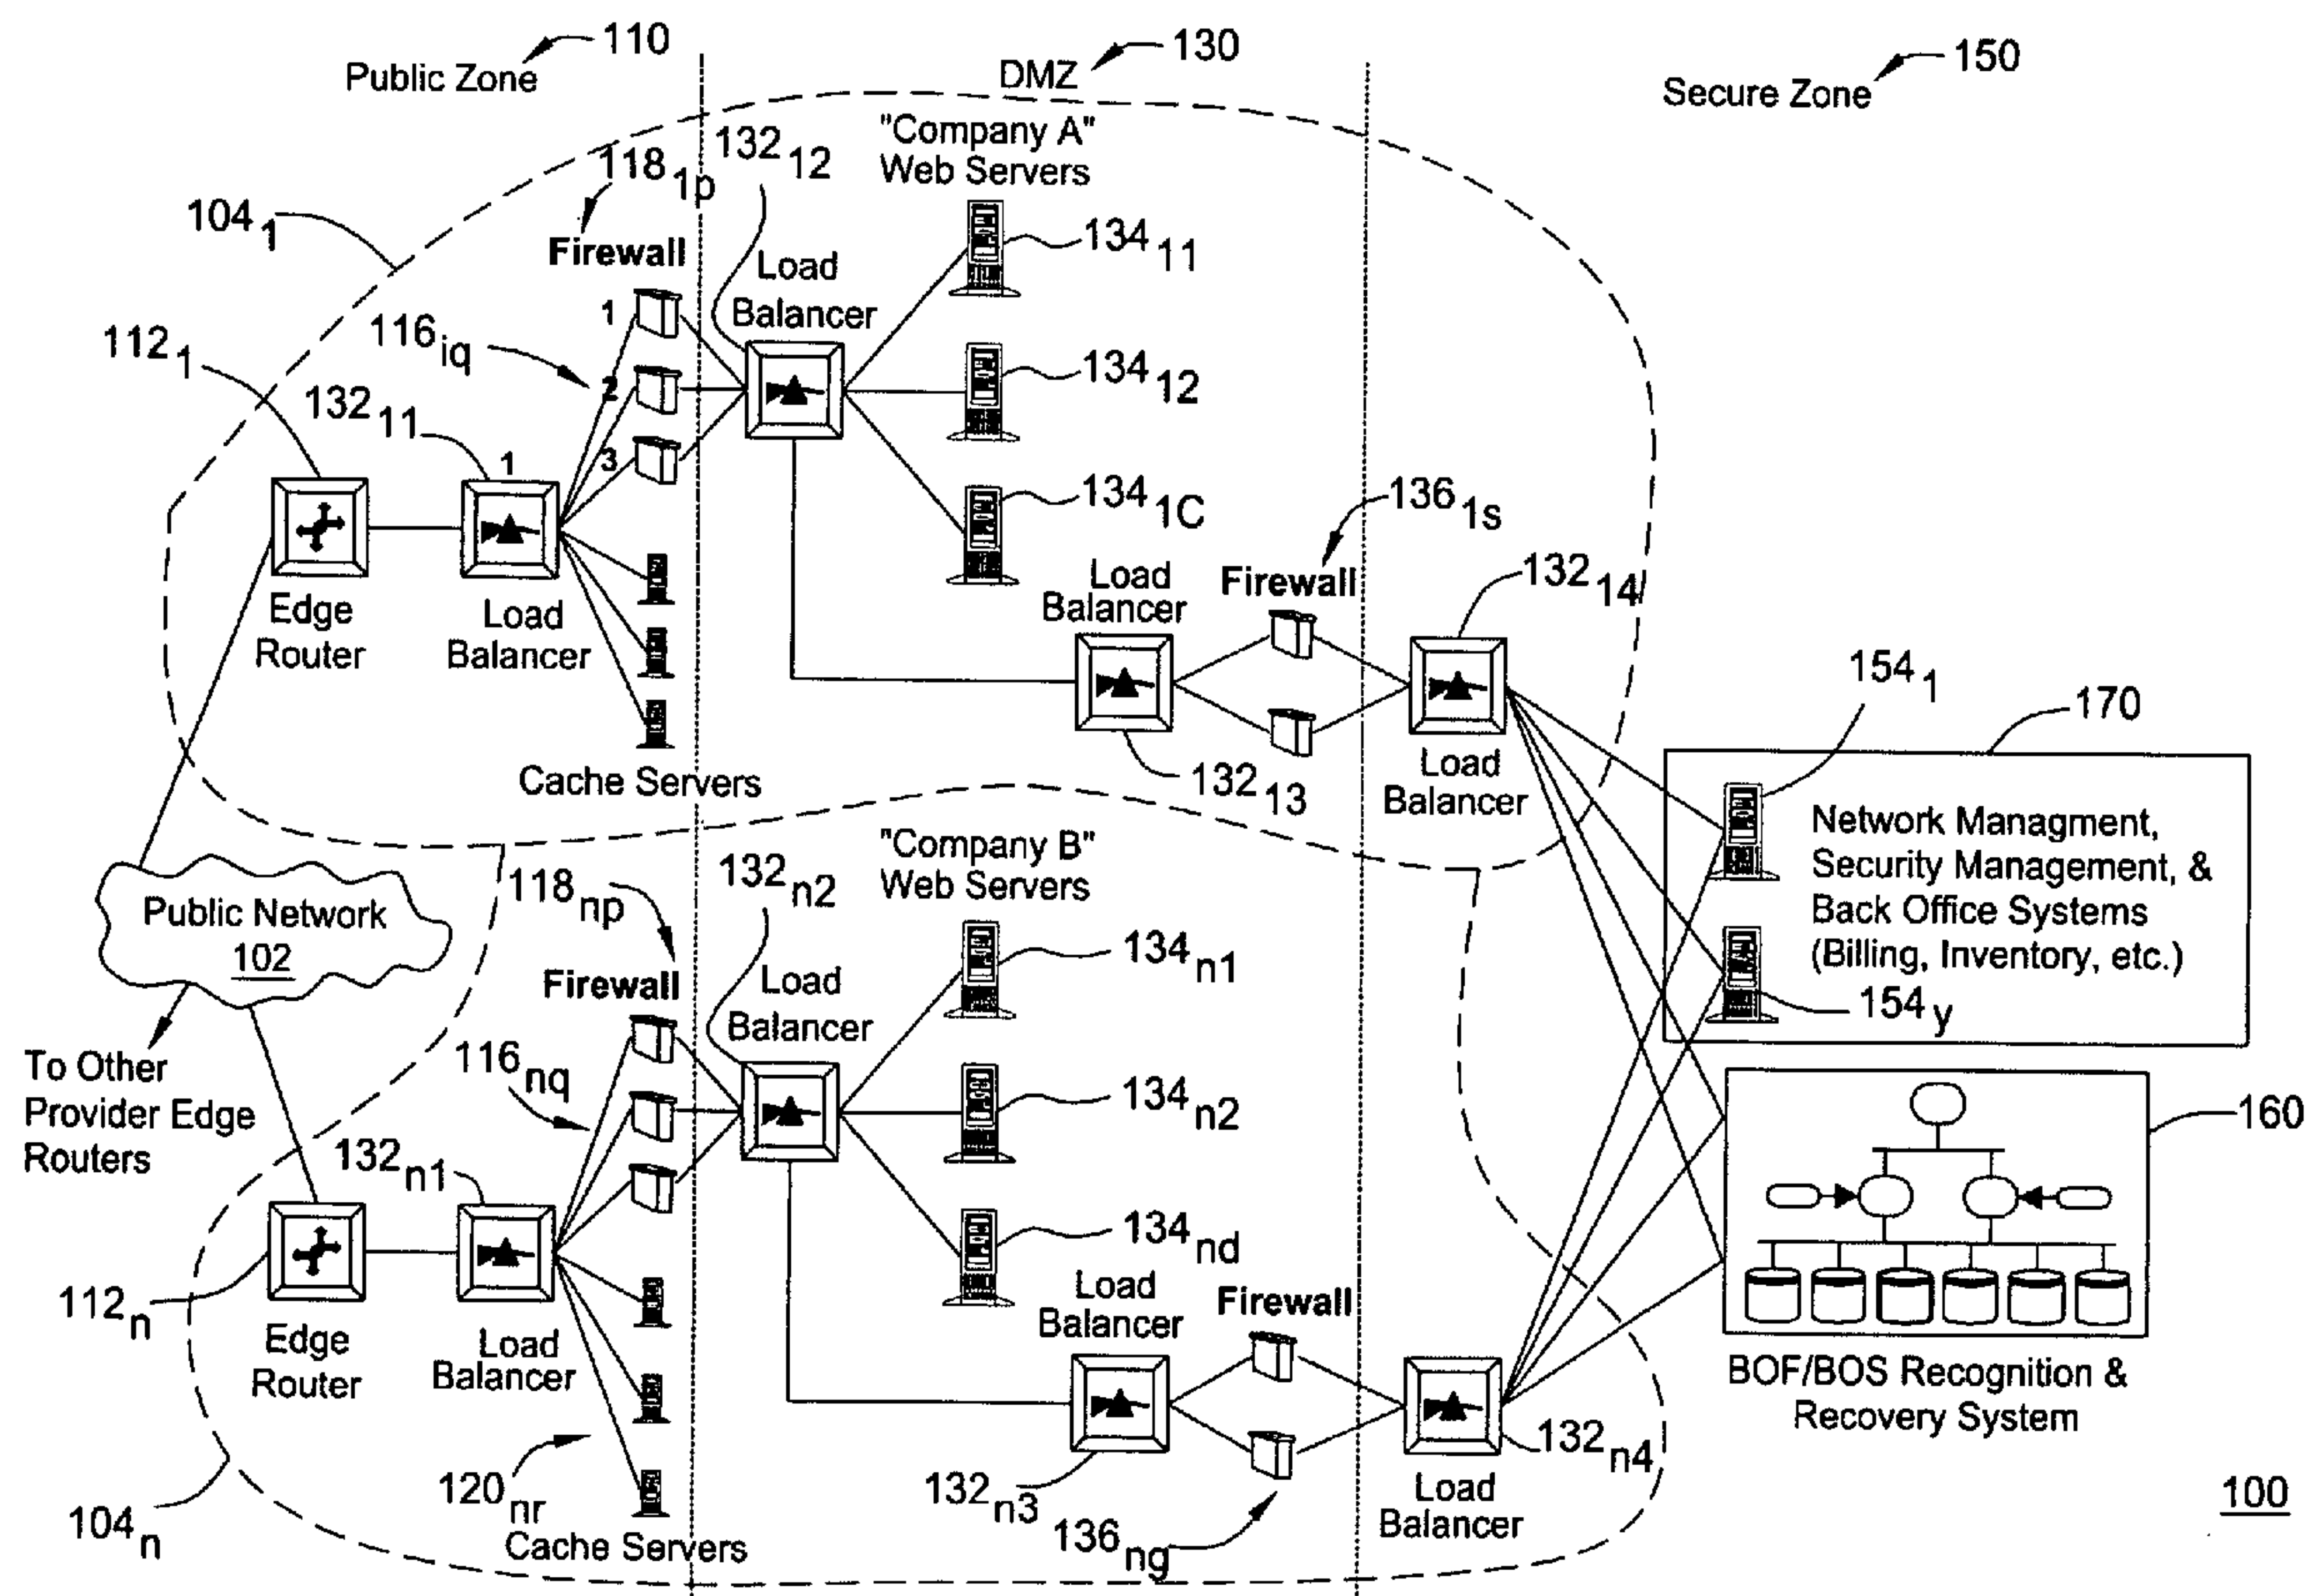 110
Public Zone
130
DMZ
150
Secure Zone
"Company A"
Web Servers
118 1p
132 12
104 1
Firewall
Load
Balancer
134 11
1
116 iq
112 1
2
134 12
132 11
3
1
134 1C
136 1s
Edge
Router
Load
Balancer
Load
Balancer
Firewall
132 14
154 1
170
Cache Servers
132 13
Load
Balancer
Network Managment,
Security Management, &
Back Office Systems
(Billing, Inventory, etc.)
154 y
"Company B"
Web Servers
118 np
132 n2
Public Network
102
Firewall
Load
Balancer
134 n1
To Other
Provider Edge
Routers
116 nq
134 n2
160
132 n1
134 nd
112 n
Edge
Router
Load
Balancer
Load
Balancer
Firewall
BOF/BOS Recognition &
Recovery System
120 nr
132 n3
132 n4
104 n
Cache Servers
136 ng
Load
Balancer
100